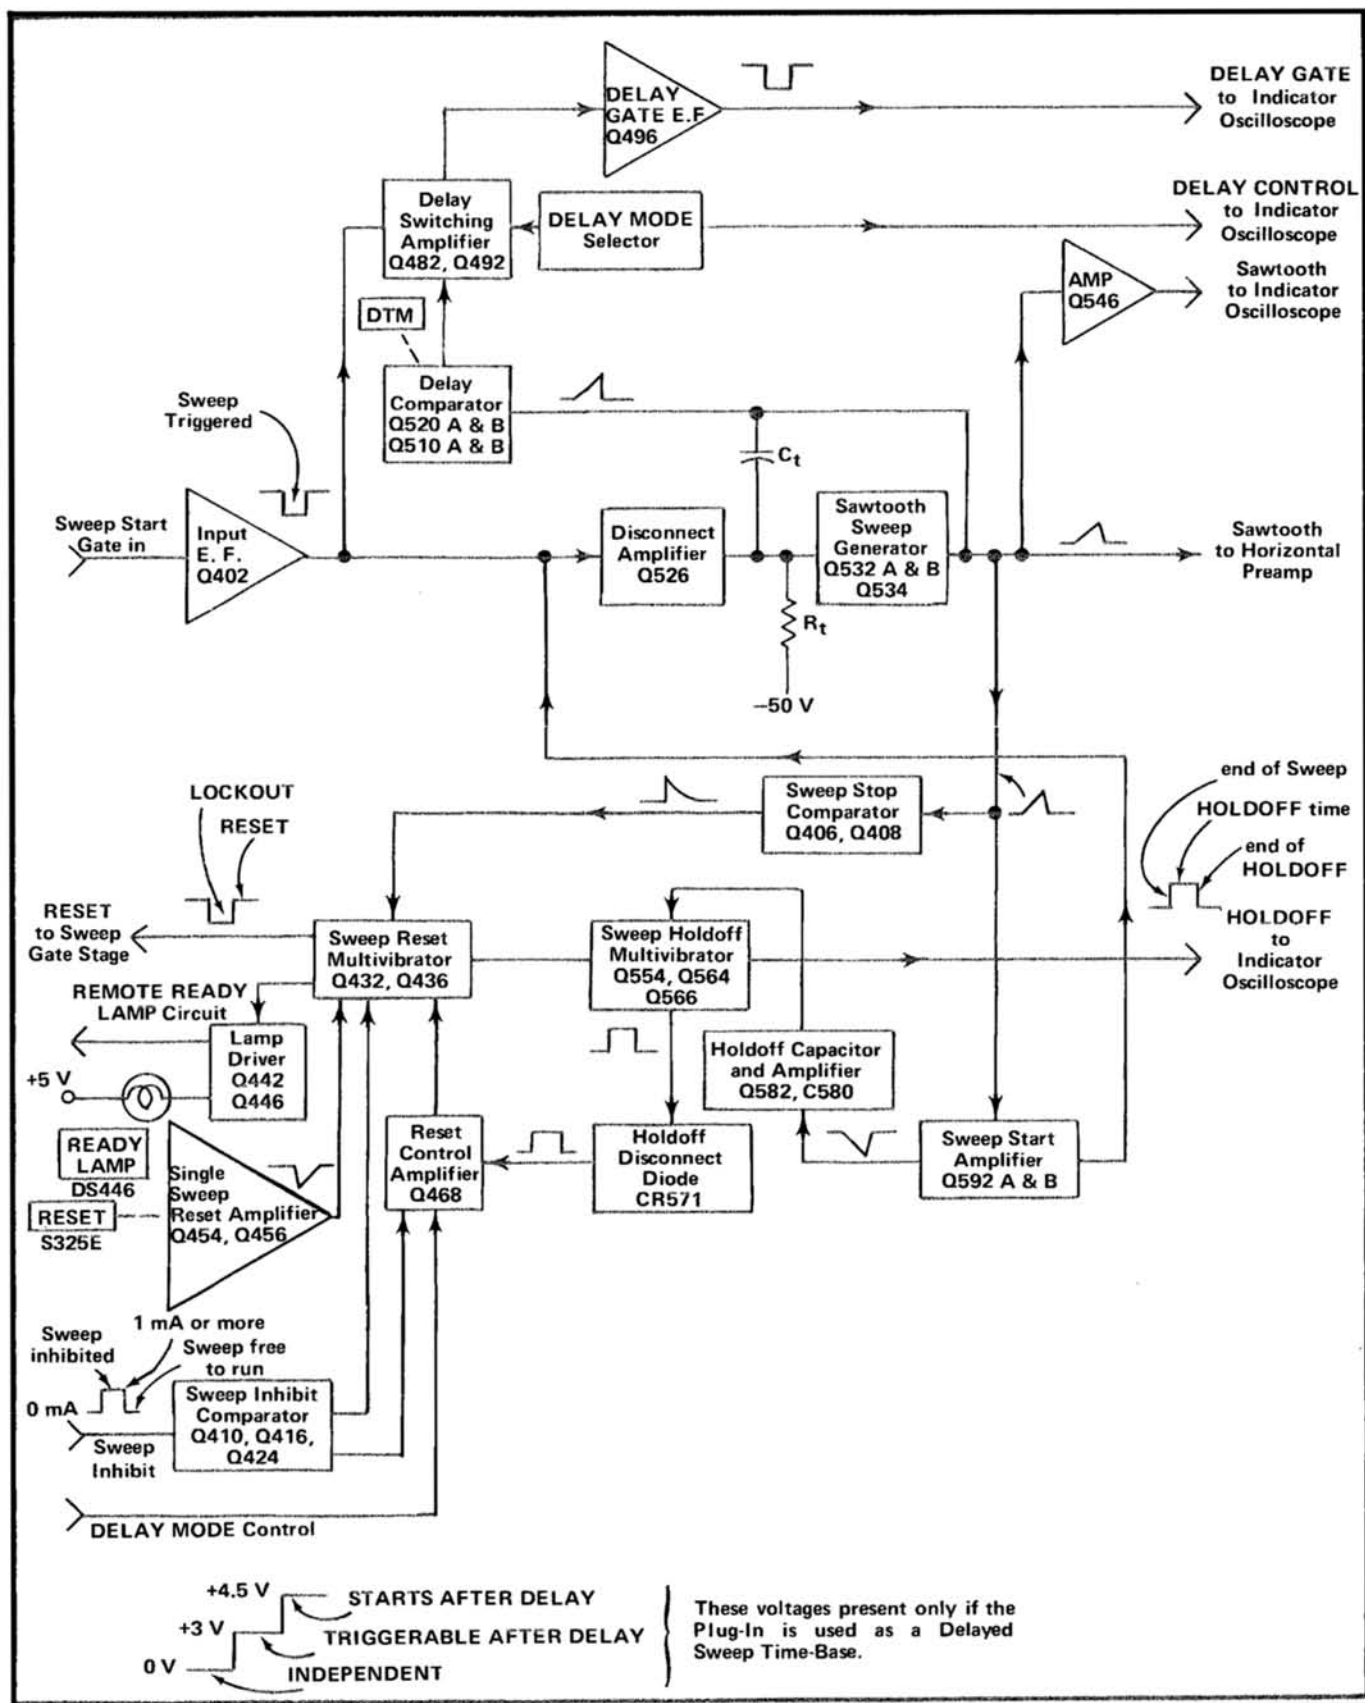 DELAY
GATE E.F
Q496
DELAY GATE
to Indicator
Oscilloscope
Delay
Switching
Amplifier
Q482, Q492
DELAY MODE
Selector
DELAY CONTROL
to Indicator
Oscilloscope
AMP
Q546
Sawtooth
to Indicator
Oscilloscope
DTM
Delay
Comparator
Q520 A & B
Q510 A & B
Sweep
Triggered
Ct
Sweep Start
Gate in
Input
E. F.
Q402
Disconnect
Amplifier
Q526
Sawtooth
Sweep
Generator
Q532 A & B
Q534
Sawtooth
to Horizontal
Preamp
Rt
−50 V
LOCKOUT
RESET
Sweep Stop
Comparator
Q406, Q408
end of Sweep
HOLDOFF time
end of
HOLDOFF
RESET
to Sweep
Gate Stage
Sweep Reset
Multivibrator
Q432, Q436
Sweep Holdoff
Multivibrator
Q554, Q564
Q566
HOLDOFF
to
Indicator
Oscilloscope
REMOTE READY
LAMP Circuit
Lamp
Driver
Q442
Q446
+5 V
Holdoff Capacitor
and Amplifier
Q582, C580
READY
LAMP
DS446
RESET
S325E
Single
Sweep
Reset Amplifier
Q454, Q456
Reset
Control
Amplifier
Q468
Holdoff
Disconnect
Diode
CR571
Sweep Start
Amplifier
Q592 A & B
1 mA or more
Sweep
inhibited
Sweep free
to run
0 mA
Sweep Inhibit
Comparator
Q410, Q416,
Q424
Sweep
Inhibit
DELAY MODE Control
+4.5 V
STARTS AFTER DELAY
+3 V
TRIGGERABLE AFTER DELAY
0 V
INDEPENDENT
These voltages present only if the
Plug-In is used as a Delayed
Sweep Time-Base.